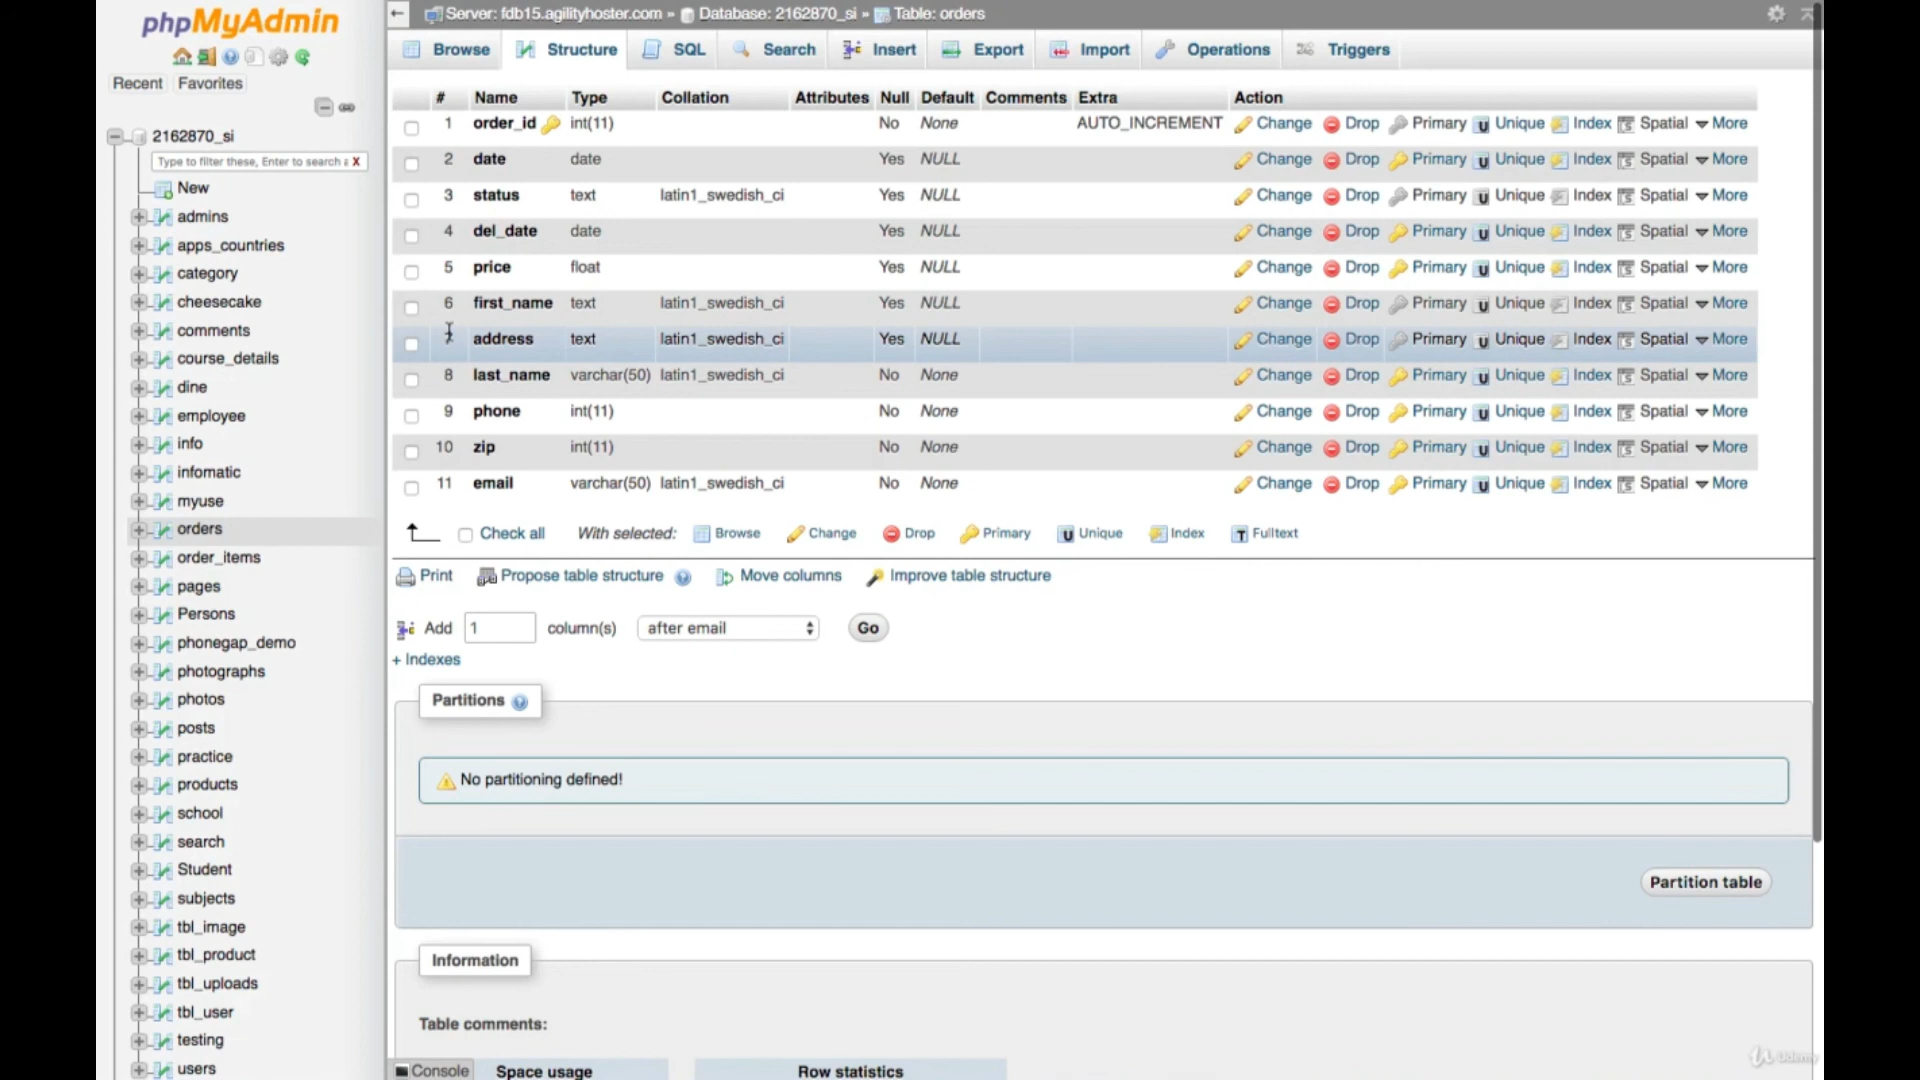 phpMyAdmin
Recent Favorites
2162870_si
Type to filter these, Enter to search a X
New
admins
apps_countries
category
cheesecake
comments
course_details
dine
employee
info
infomatic
myuse
orders
order_items
pages
Persons
phonegap_demo
photographs
photos
posts
practice
products
school
search
Student
subjects
tbl_image
tbl_product
tbl_uploads
tbl_user
testing
users
Server: fdb15.agilityhoster.com » Database: 2162870_si » Table: orders
Browse Structure SQL Search Insert Export Import Operations Triggers
# Name Type Collation Attributes Null Default Comments Extra Action
1 order_id int(11) No None AUTO_INCREMENT Change Drop Primary Unique Index Spatial More
2 date date Yes NULL Change Drop Primary Unique Index Spatial More
3 status text latin1_swedish_ci Yes NULL Change Drop Primary Unique Index Spatial More
4 del_date date Yes NULL Change Drop Primary Unique Index Spatial More
5 price float Yes NULL Change Drop Primary Unique Index Spatial More
6 first_name text latin1_swedish_ci Yes NULL Change Drop Primary Unique Index Spatial More
7 address text latin1_swedish_ci Yes NULL Change Drop Primary Unique Index Spatial More
8 last_name varchar(50) latin1_swedish_ci No None Change Drop Primary Unique Index Spatial More
9 phone int(11) No None Change Drop Primary Unique Index Spatial More
10 zip int(11) No None Change Drop Primary Unique Index Spatial More
11 email varchar(50) latin1_swedish_ci No None Change Drop Primary Unique Index Spatial More
Check all With selected: Browse Change Drop Primary Unique Index Fulltext
Print Propose table structure Move columns Improve table structure
Add 1 column(s) after email Go
+ Indexes
Partitions
No partitioning defined!
Partition table
Information
Table comments:
Console Space usage Row statistics
Udemy